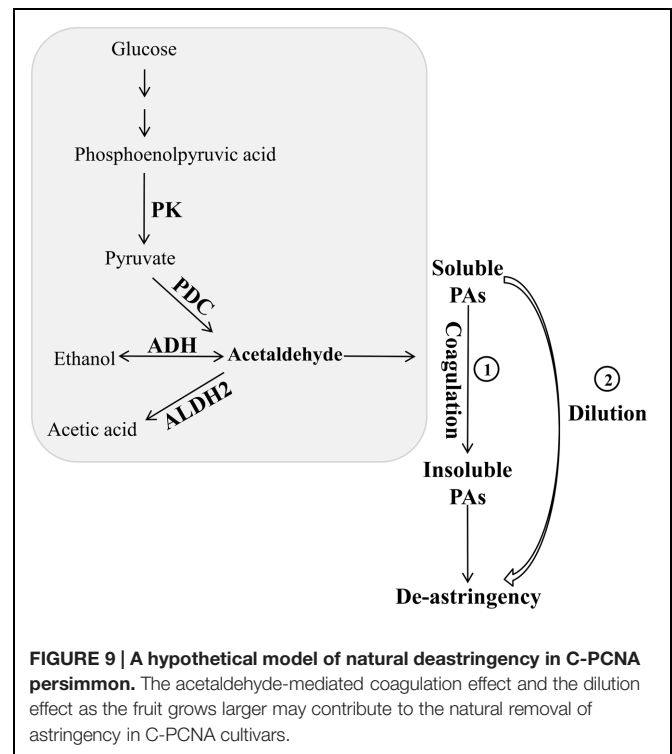 Glucose
Phosphoenolpyruvic acid
PK
Pyruvate
PDC
Ethanol
ADH
Acetaldehyde
ALDH2
Acetic acid
Soluble
PAs
Coagulation
1
2
Dilution
Insoluble
PAs
De-astringency
FIGURE 9 | A hypothetical model of natural deastringency in C-PCNA
persimmon. The acetaldehyde-mediated coagulation effect and the dilution
effect as the fruit grows larger may contribute to the natural removal of
astringency in C-PCNA cultivars.